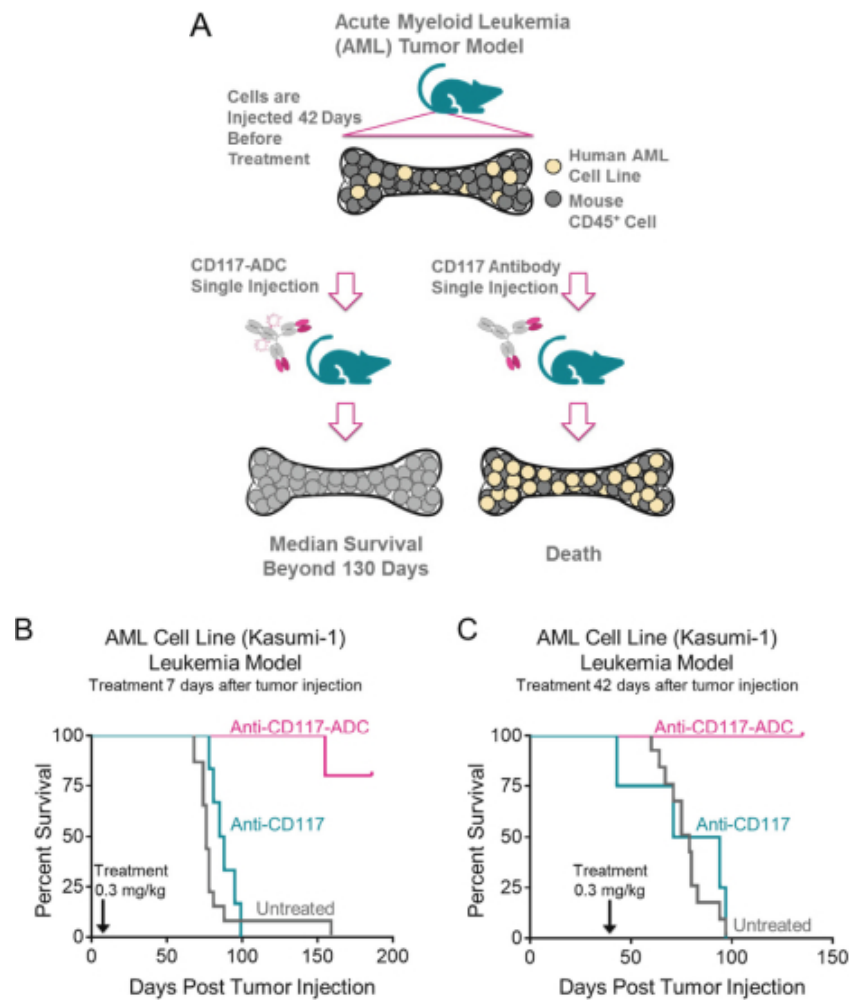 A
Acute Myeloid Leukemia
(AML) Tumor Model
Cells are
Injected 42 Days
Before
Treatment
Human AML
Cell Line
Mouse
CD45⁺ Cell
CD117-ADC
Single Injection
CD117 Antibody
Single Injection
Median Survival
Beyond 130 Days
Death
B
AML Cell Line (Kasumi-1)
Leukemia Model
Treatment 7 days after tumor injection
Percent Survival
100
75
50
25
0
Anti-CD117-ADC
Anti-CD117
Treatment
0.3 mg/kg
Untreated
0
50
100
150
200
Days Post Tumor Injection
C
AML Cell Line (Kasumi-1)
Leukemia Model
Treatment 42 days after tumor injection
Percent Survival
100
75
50
25
0
Anti-CD117-ADC
Anti-CD117
Treatment
0.3 mg/kg
Untreated
0
50
100
150
Days Post Tumor Injection